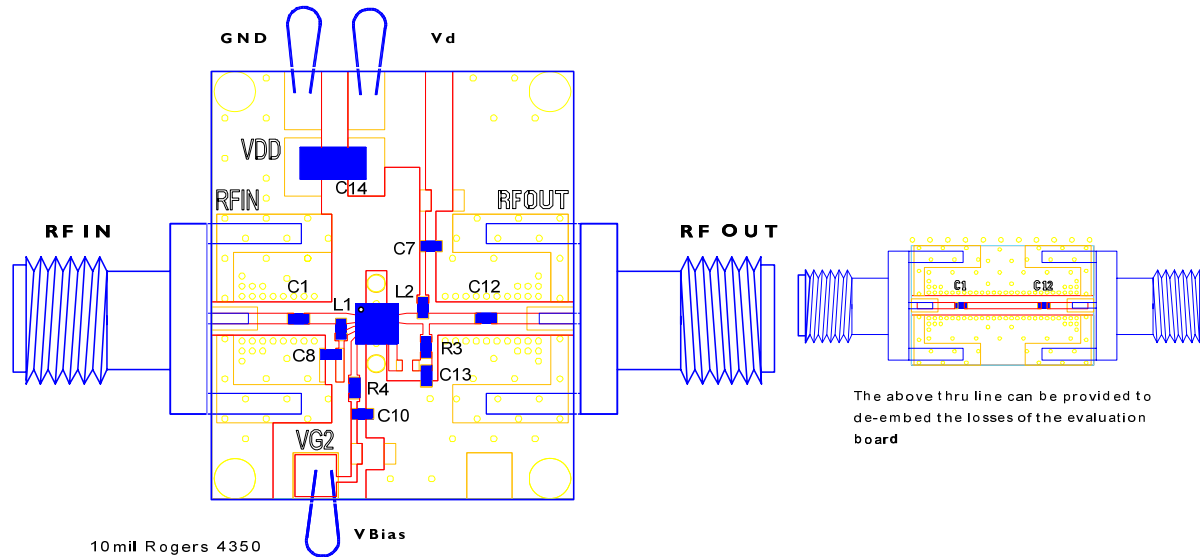 GND
Vd
VDD
C14
RFIN
RFOUT
RF IN
RF OUT
C7
C1
L1
L2
C12
C1
C12
C8
R3
C13
R4
C10
The above thru line can be provided to
de-embed the losses of the evaluation
board
VG2
VBias
10mil Rogers 4350